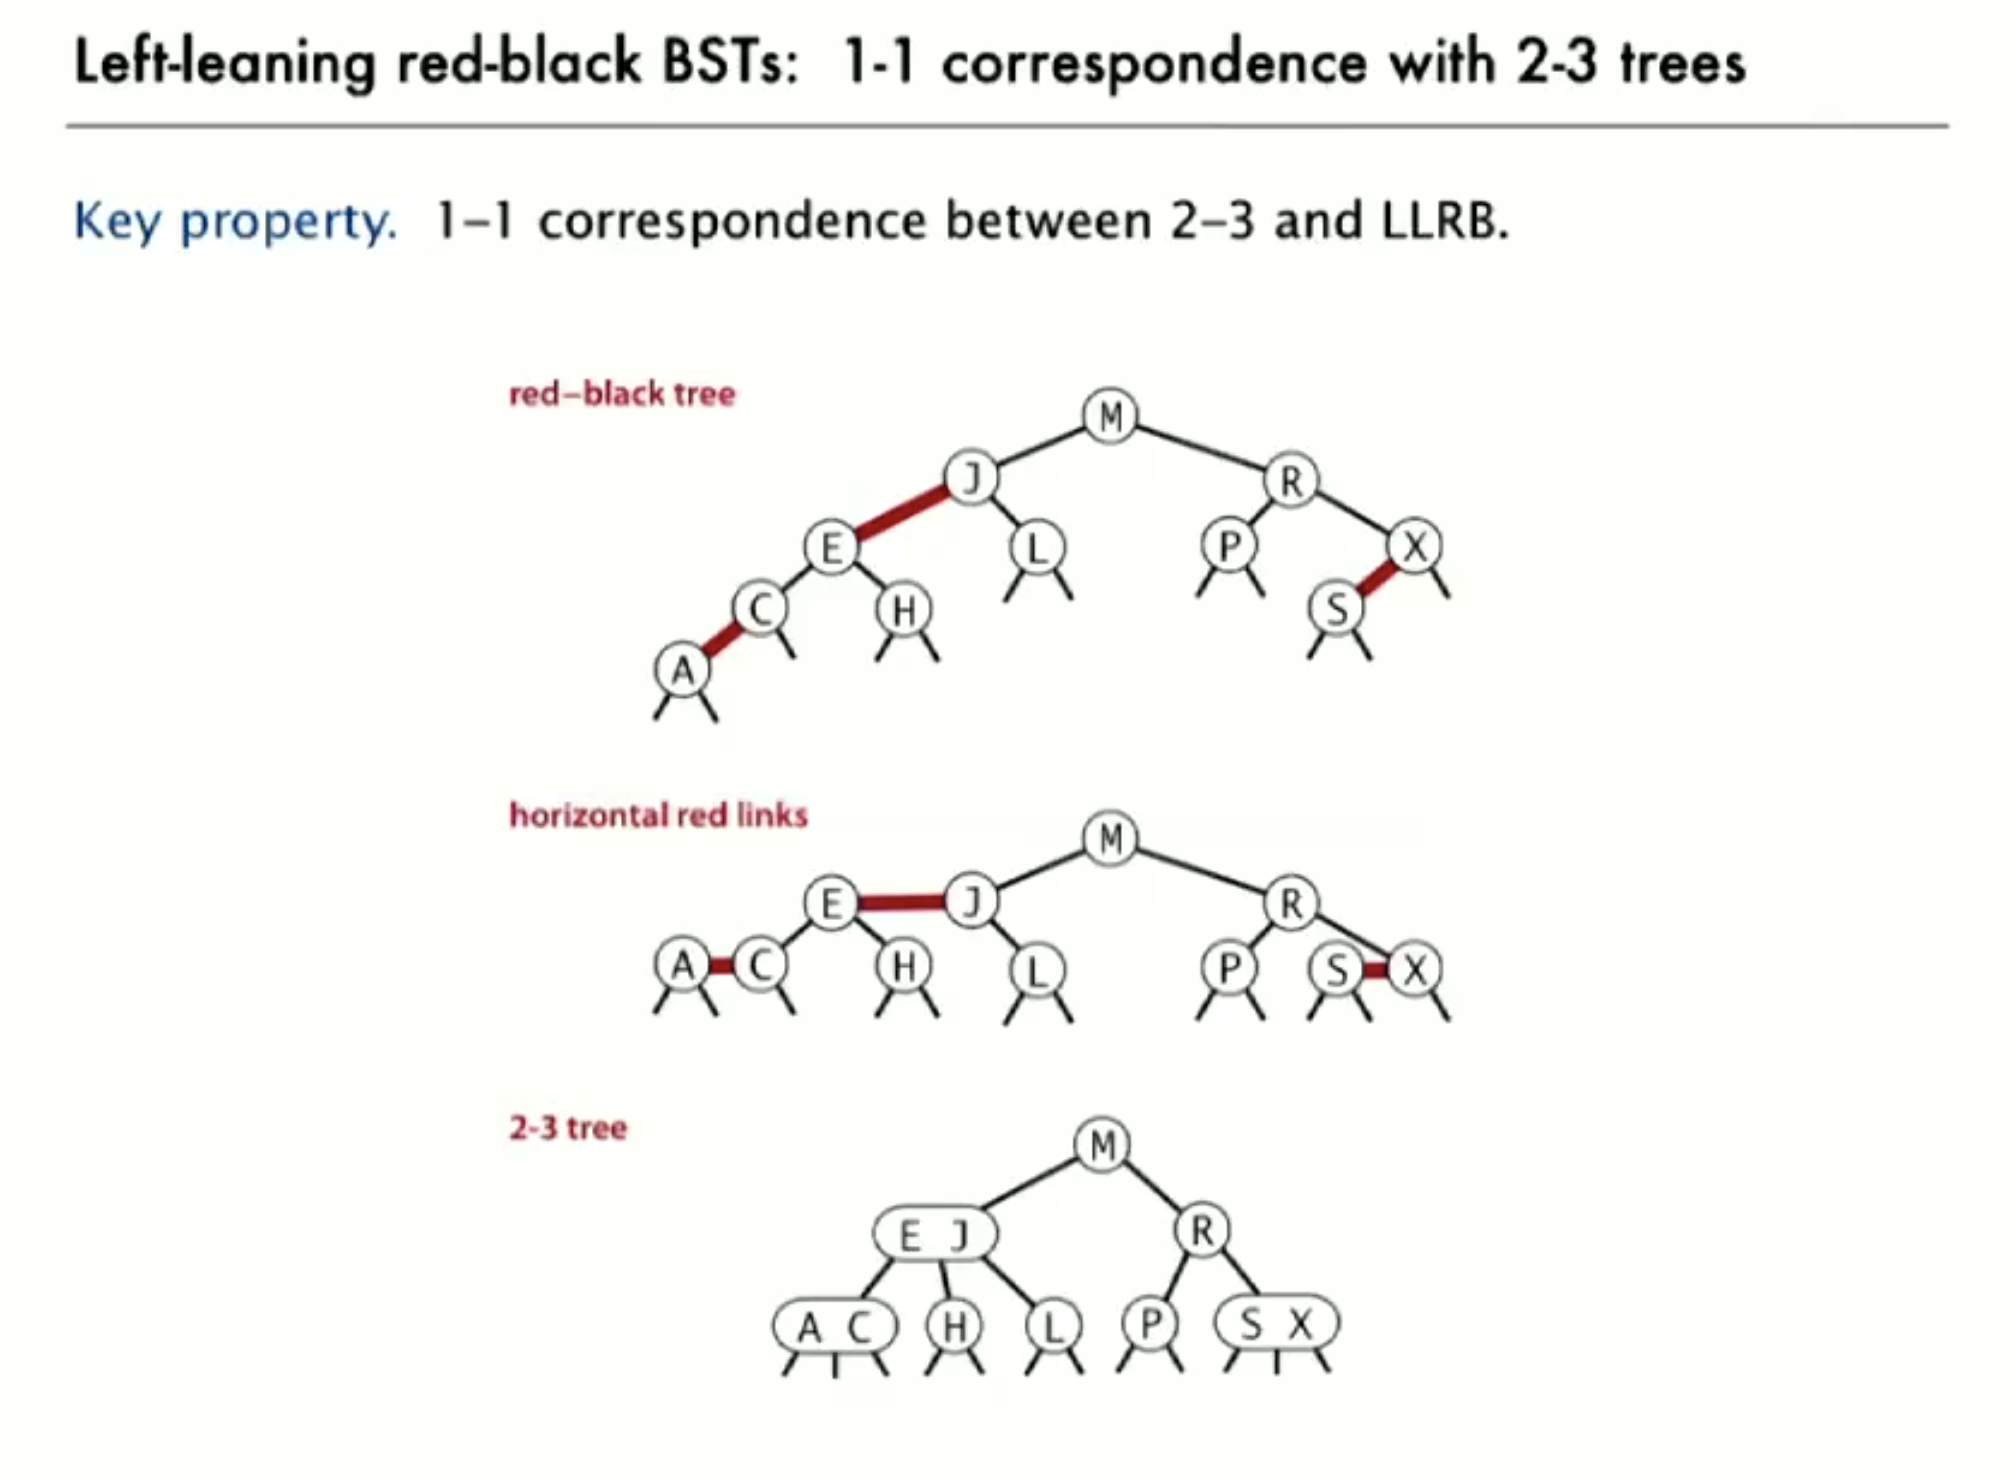 Left-leaning red-black BSTs: 1-1 correspondence with 2-3 trees
Key property. 1–1 correspondence between 2–3 and LLRB.
red–black tree
M
J R
E L P X
C H S
A
horizontal red links
M
E J R
A C H L P S X
2-3 tree
M
E J R
A C H L P S X